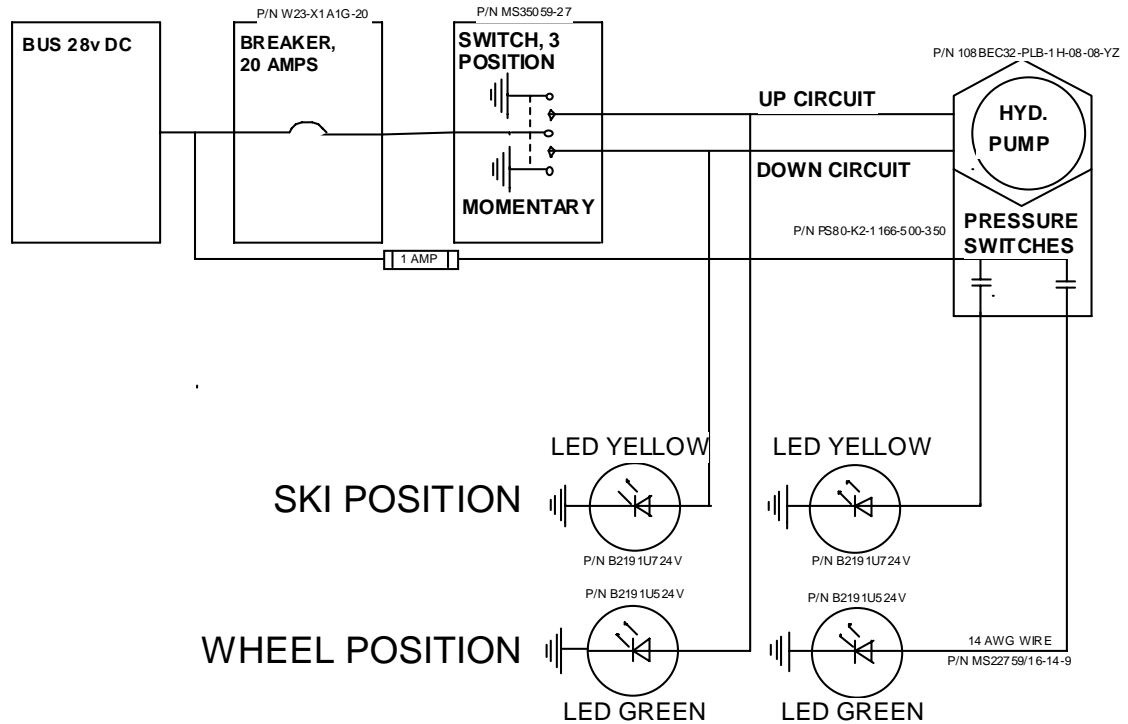 P/N W23-X1A1G-20
P/N MS35059-27
BUS 28v DC
BREAKER,
20 AMPS
SWITCH, 3
POSITION
P/N 108BEC32-PLB-1H-08-08-YZ
UP CIRCUIT
HYD.
PUMP
DOWN CIRCUIT
MOMENTARY
P/N PS80-K2-1166-500-350
PRESSURE
SWITCHES
1 AMP
LED YELLOW
LED YELLOW
SKI POSITION
P/N B2191U724V
P/N B2191U724V
P/N B2191U524V
P/N B2191U524V
WHEEL POSITION
14 AWG WIRE
P/N MS22759/16-14-9
LED GREEN
LED GREEN